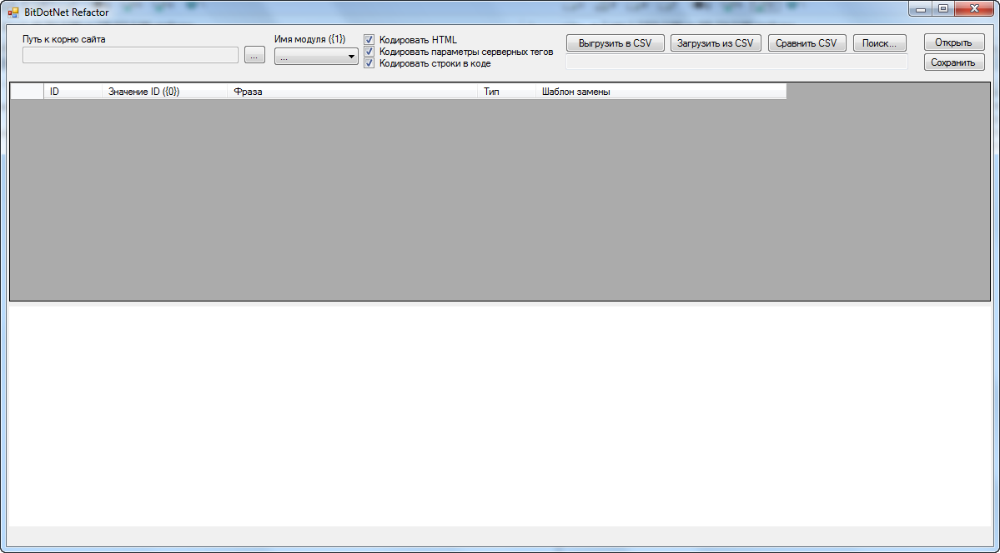 BitDotNet Refactor
Путь к корню сайта
...
Имя модуля ({1})
...
Кодировать HTML
Кодировать параметры серверных тегов
Кодировать строки в коде
Выгрузить в CSV
Загрузить из CSV
Сравнить CSV
Поиск...
Открыть
Сохранить
ID
Значение ID ({0})
Фраза
Тип
Шаблон замены